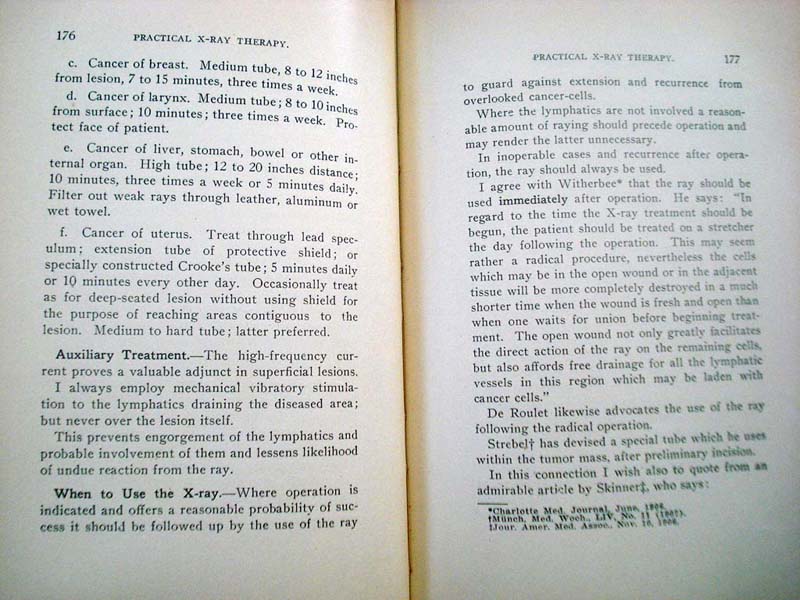 176 PRACTICAL X-RAY THERAPY.
c. Cancer of breast. Medium tube, 8 to 12 inches
from lesion, 7 to 15 minutes, three times a week.
d. Cancer of larynx. Medium tube; 8 to 10 inches
from surface; 10 minutes; three times a week. Pro-
tect face of patient.
e. Cancer of liver, stomach, bowel or other in-
ternal organ. High tube; 12 to 20 inches distance;
10 minutes, three times a week or 5 minutes daily.
Filter out weak rays through leather, aluminum or
wet towel.
f. Cancer of uterus. Treat through lead spec-
ulum; extension tube of protective shield; or
specially constructed Crooke's tube; 5 minutes daily
or 10 minutes every other day. Occasionally treat
as for deep-seated lesion without using shield for
the purpose of reaching areas contiguous to the
lesion. Medium to hard tube; latter preferred.
Auxiliary Treatment.—The high-frequency cur-
rent proves a valuable adjunct in superficial lesions.
I always employ mechanical vibratory stimula-
tion to the lymphatics draining the diseased area;
but never over the lesion itself.
This prevents engorgement of the lymphatics and
probable involvement of them and lessens likelihood
of undue reaction from the ray.
When to Use the X-ray.—Where operation is
indicated and offers a reasonable probability of suc-
cess it should be followed up by the use of the ray
PRACTICAL X-RAY THERAPY. 177
to guard against extension and recurrence from
overlooked cancer-cells.
Where the lymphatics are not involved a reason-
able amount of raying should precede operation and
may render the latter unnecessary.
In inoperable cases and recurrence after opera-
tion, the ray should always be used.
I agree with Witherbee* that the ray should be
used immediately after operation. He says: "In
regard to the time the X-ray treatment should be
begun, the patient should be treated on a stretcher
the day following the operation. This may seem
rather a radical procedure, nevertheless the cells
which may be in the open wound or in the adjacent
tissue will be more completely destroyed in a much
shorter time when the wound is fresh and open than
when one waits for union before beginning treat-
ment. The open wound not only greatly facilitates
the direct action of the ray on the remaining cells,
but also affords free drainage for all the lymphatic
vessels in this region which may be laden with
cancer cells."
De Roulet likewise advocates the use of the ray
following the radical operation.
Strebel† has devised a special tube which he uses
within the tumor mass, after preliminary incision.
In this connection I wish also to quote from an
admirable article by Skinner‡, who says:
*Charlotte Med. Journal, June,
†Münch. Med. Woch., LIV, No. 11
‡Jour. Amer. Med. Assoc., Nov.